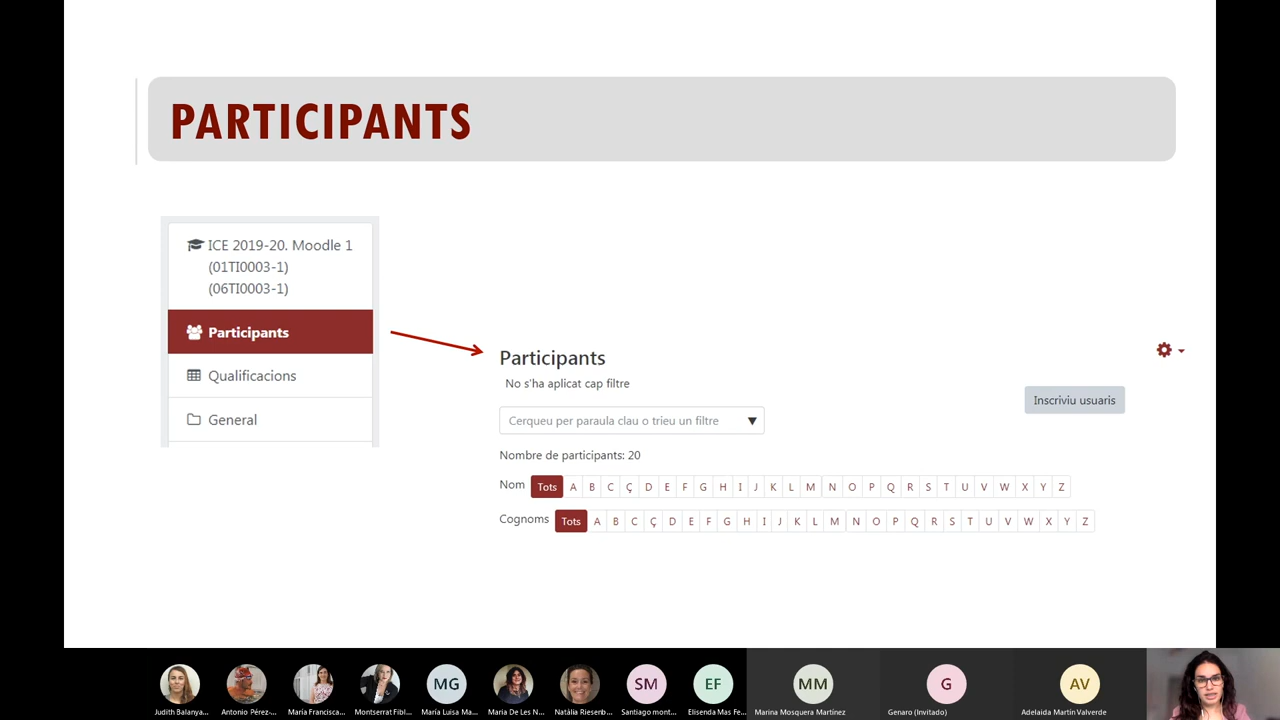 PARTICIPANTS
ICE 2019-20. Moodle 1
(01TI0003-1)
(06TI0003-1)
Participants
Qualificacions
General
Participants
No s'ha aplicat cap filtre
Inscriviu usuaris
Cerqueu per paraula clau o trieu un filtre
Nombre de participants: 20
Nom Tots A B C Ç D E F G H I J K L M N O P Q R S T U V W X Y Z
Cognoms Tots A B C Ç D E F G H I J K L M N O P Q R S T U V W X Y Z
MG SM EF MM G AV
Judith Balanya... Antonio Pérez-... María Francisca... Montserrat Fibl... María Luisa Ma... Maria De Les N... Natàlia Riesenb... Santiago mont... Elisenda Mas Fe... Marina Mosquera Martínez Genaro (Invitado) Adelaida Martín Valverde